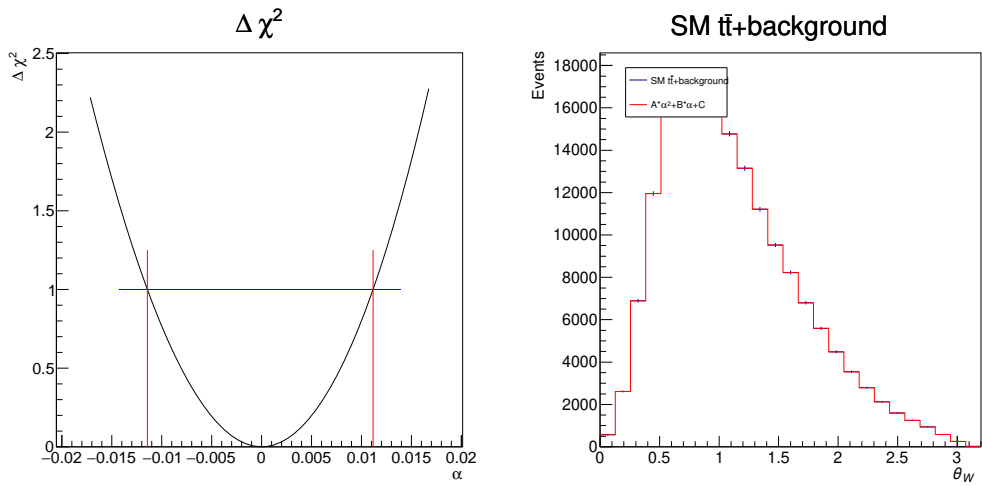 Δ χ²
Δ χ²
2.5
2
1.5
1
0.5
0
−0.02 −0.015 −0.01 −0.005 0 0.005 0.01 0.015 0.02
α
SM tt̄+background
Events
SM tt̄+background
A*α²+B*α+C
18000
16000
14000
12000
10000
8000
6000
4000
2000
0
0 0.5 1 1.5 2 2.5 3
θ_W